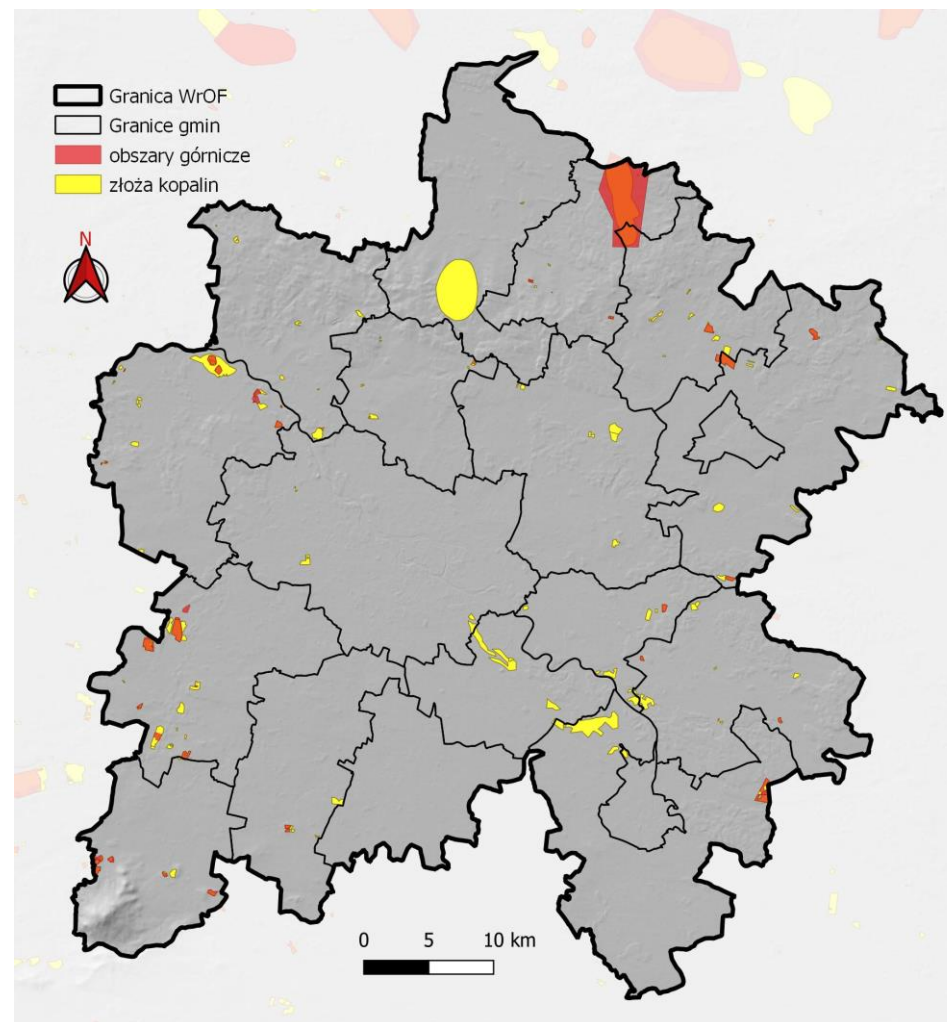 Granica WrOF
Granice gmin
obszary górnicze
złoża kopalin
N
0 5 10 km